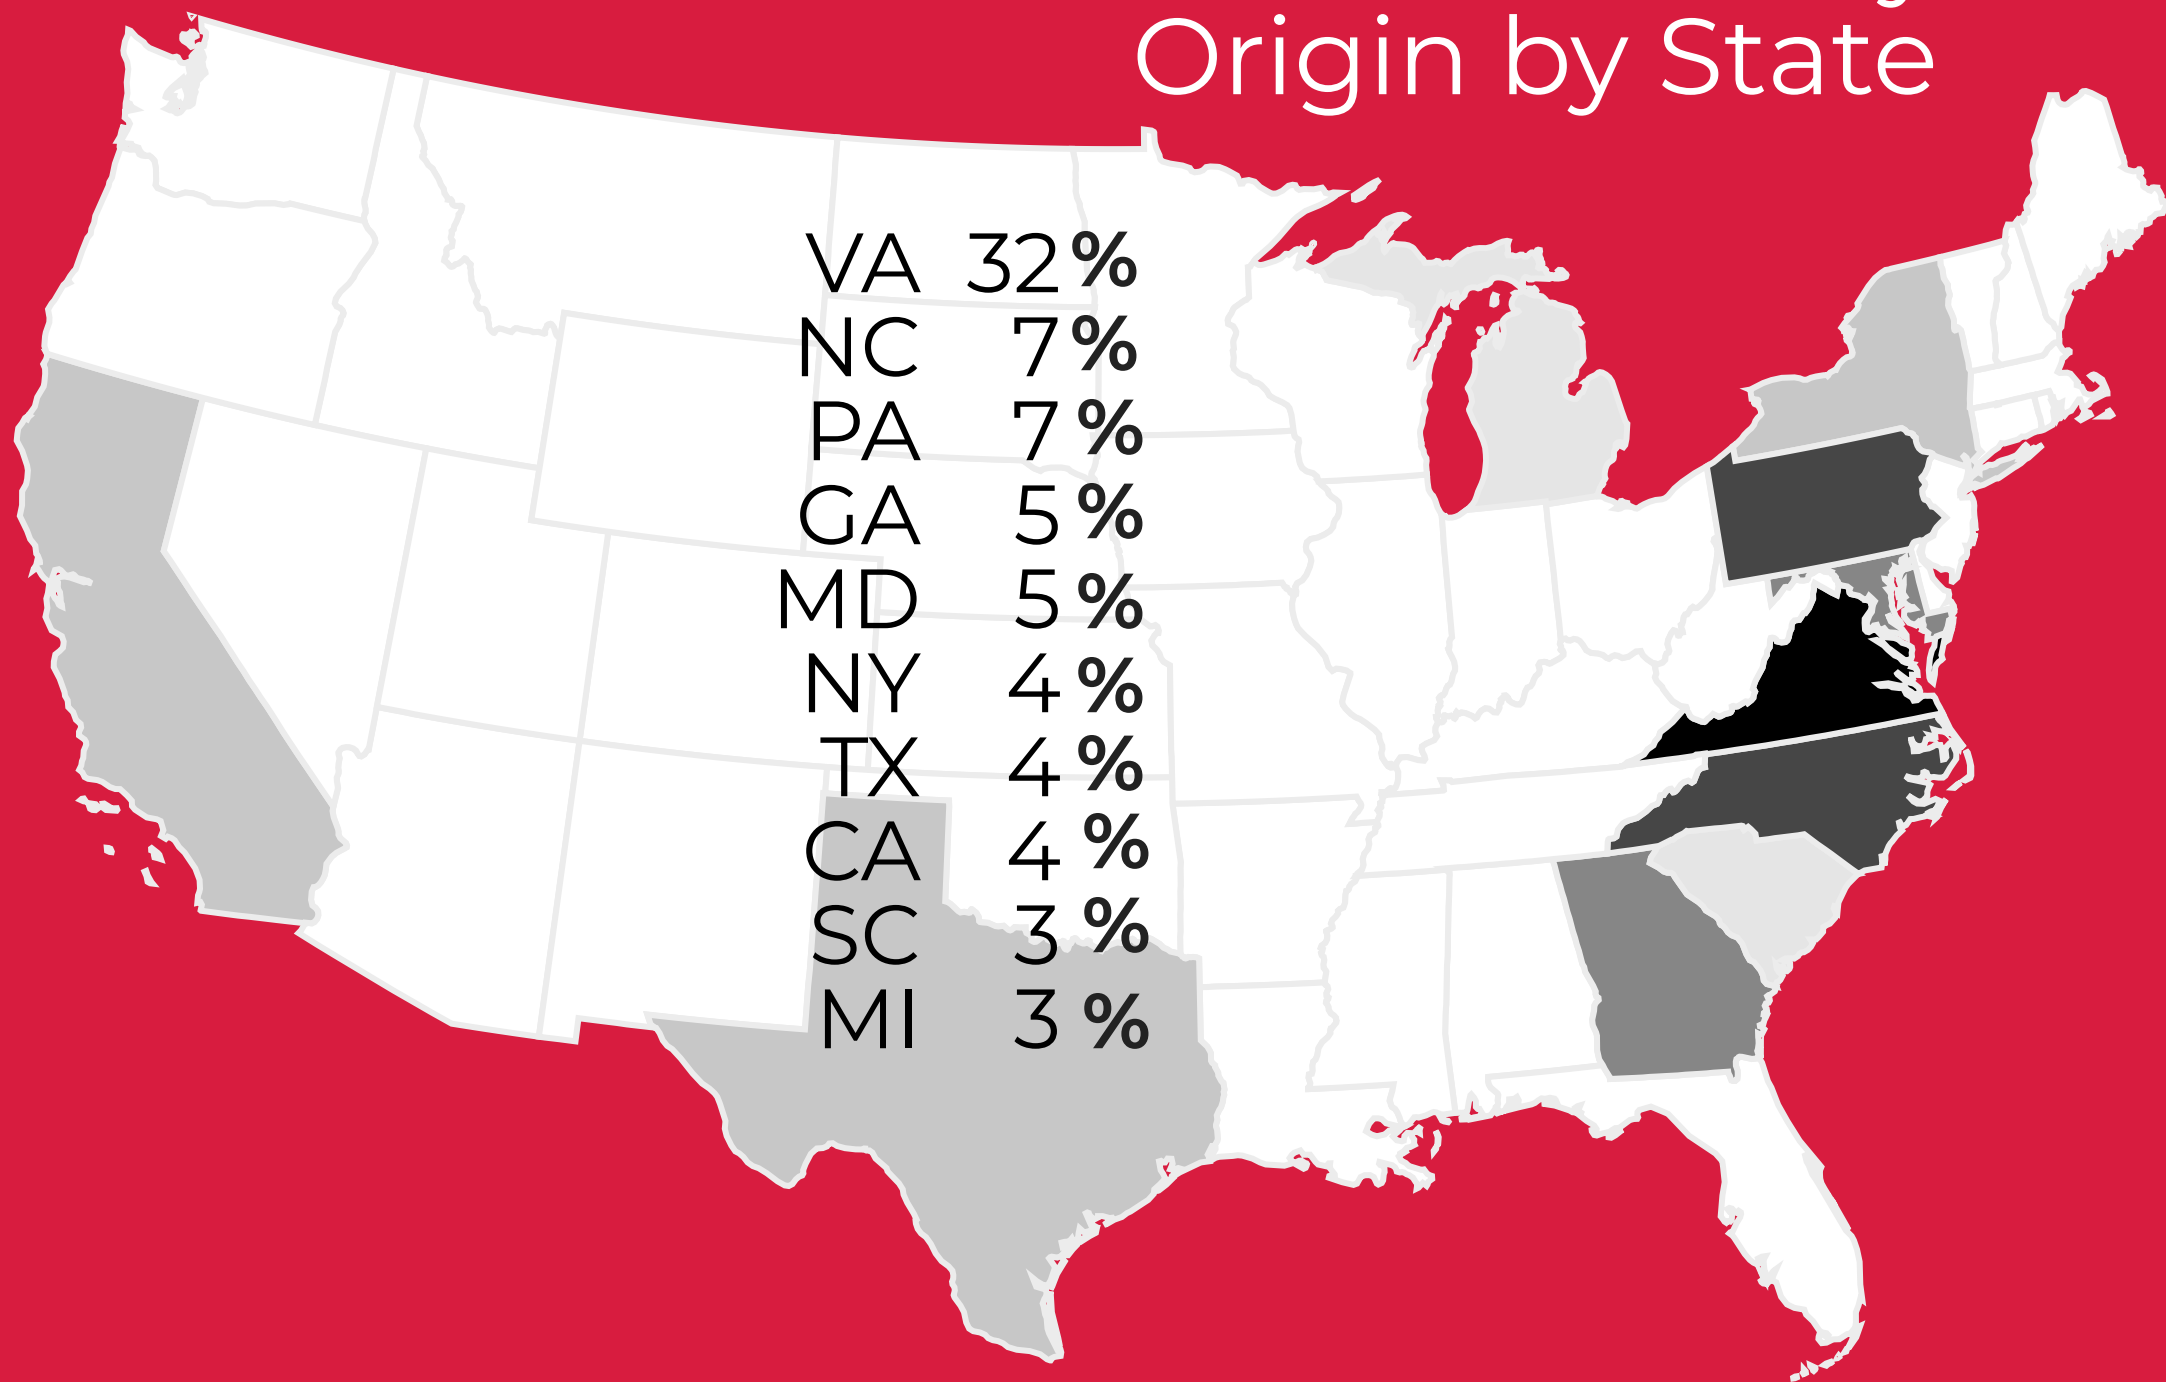 Origin by State
VA 32 %
NC 7 %
PA 7 %
GA 5 %
MD 5 %
NY 4 %
TX 4 %
CA 4 %
SC 3 %
MI 3 %